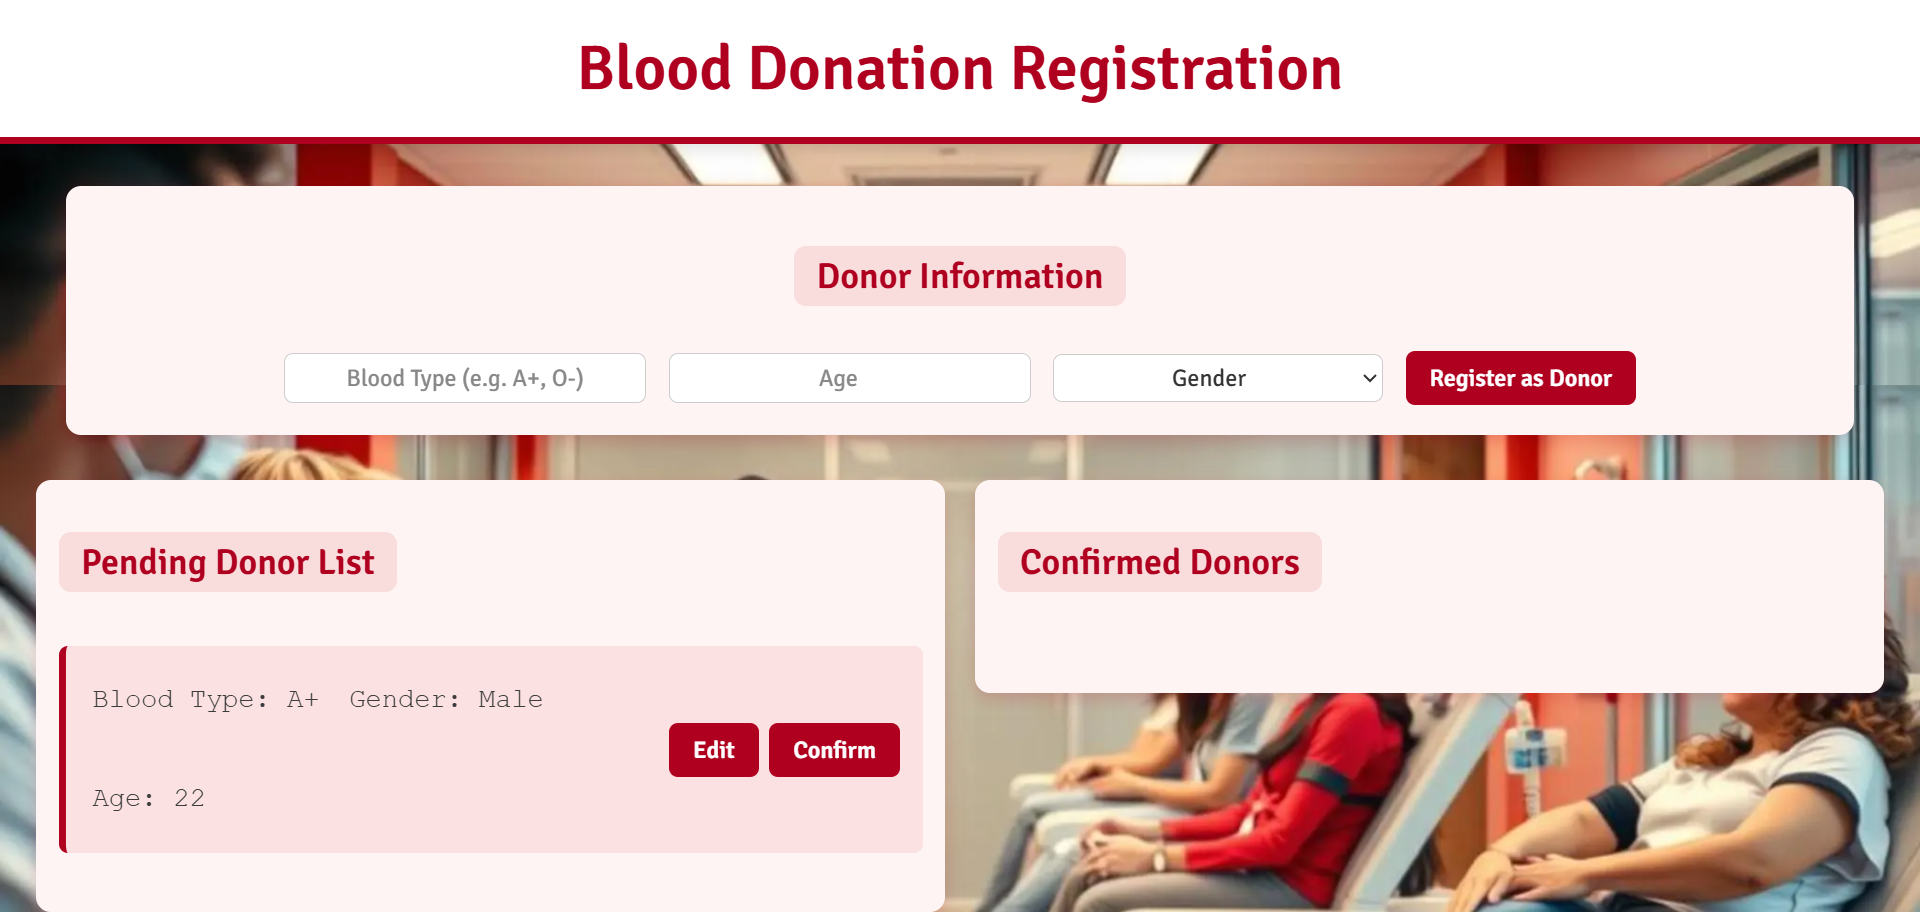 Blood Donation Registration
Donor Information
Blood Type (e.g. A+, O-) Age Gender Register as Donor
Pending Donor List
Blood Type: A+ Gender: Male
Edit Confirm
Age: 22
Confirmed Donors